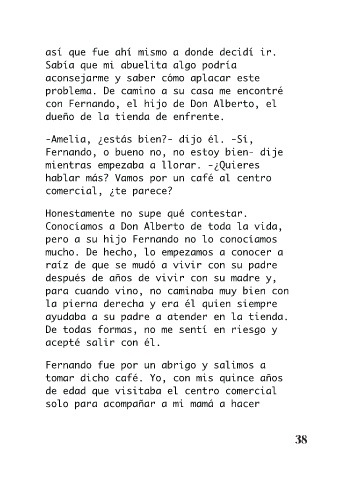 así que fue ahí mismo a donde decidí ir.
Sabía que mi abuelita algo podría
aconsejarme y saber cómo aplacar este
problema. De camino a su casa me encontré
con Fernando, el hijo de Don Alberto, el
dueño de la tienda de enfrente.
-Amelia, ¿estás bien?- dijo él. -Sí,
Fernando, o bueno no, no estoy bien- dije
mientras empezaba a llorar. -¿Quieres
hablar más? Vamos por un café al centro
comercial, ¿te parece?
Honestamente no supe qué contestar.
Conocíamos a Don Alberto de toda la vida,
pero a su hijo Fernando no lo conocíamos
mucho. De hecho, lo empezamos a conocer a
raíz de que se mudó a vivir con su padre
después de años de vivir con su madre y,
para cuando vino, no caminaba muy bien con
la pierna derecha y era él quien siempre
ayudaba a su padre a atender en la tienda.
De todas formas, no me sentí en riesgo y
acepté salir con él.
Fernando fue por un abrigo y salimos a
tomar dicho café. Yo, con mis quince años
de edad que visitaba el centro comercial
solo para acompañar a mi mamá a hacer
38